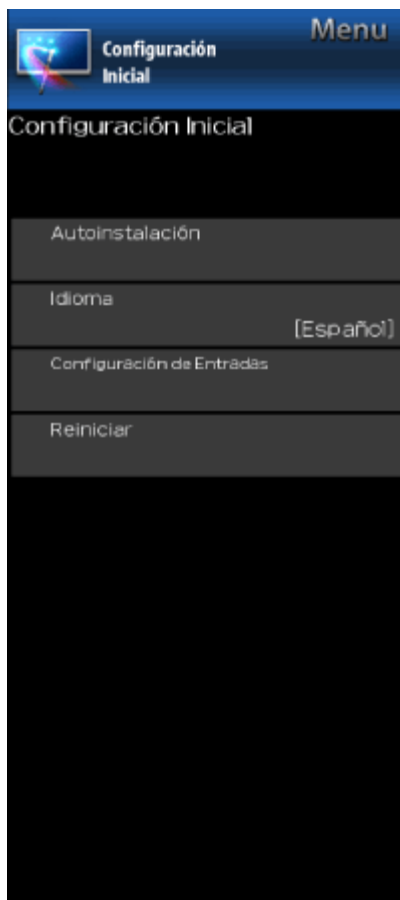 Menu
Configuración
Inicial
Configuración Inicial
Autoinstalación
Idioma
[Español]
Configuración de Entradas
Reiniciar